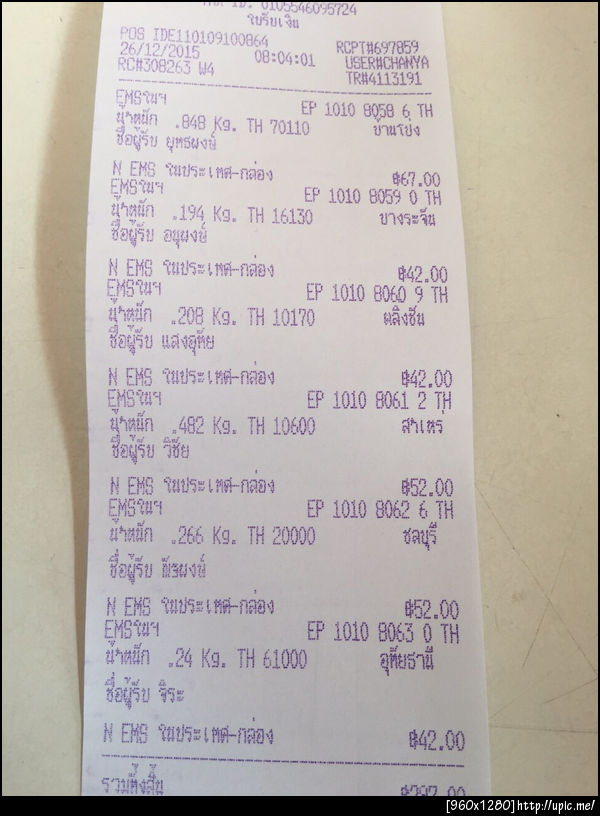 ID. 0105546095724
ใบรับเงิน
POS IDE110109100864 RCPT#697859
26/12/2015 08:04:01 USER#CHANYA
RC#308263 W4 TR#4113191
EMSในฯ EP 1010 8058 6 TH
น้ำหนัก .848 Kg. TH 70110 บ้านโป่ง
ชื่อผู้รับ ยุทธพงษ์
N EMS ในประเทศ-กล่อง ฿67.00
EMSในฯ EP 1010 8059 0 TH
น้ำหนัก .194 Kg. TH 16130 บางระจัน
ชื่อผู้รับ อนุพงษ์
N EMS ในประเทศ-กล่อง ฿42.00
EMSในฯ EP 1010 8060 9 TH
น้ำหนัก .208 Kg. TH 10170 ตลิ่งชัน
ชื่อผู้รับ แสงอุทัย
N EMS ในประเทศ-กล่อง ฿42.00
EMSในฯ EP 1010 8061 2 TH
น้ำหนัก .482 Kg. TH 10600 สาเหร่
ชื่อผู้รับ วิชัย
N EMS ในประเทศ-กล่อง ฿52.00
EMSในฯ EP 1010 8062 6 TH
น้ำหนัก .266 Kg. TH 20000 ชลบุรี
ชื่อผู้รับ
N EMS ในประเทศ-กล่อง ฿52.00
EMSในฯ EP 1010 8063 0 TH
น้ำหนัก .24 Kg. TH 61000 อุทัยธานี
ชื่อผู้รับ จิระ
N EMS ในประเทศ-กล่อง ฿42.00
รวมทั้งสิ้น ฿297.00
[960x1280]http://upic.me/